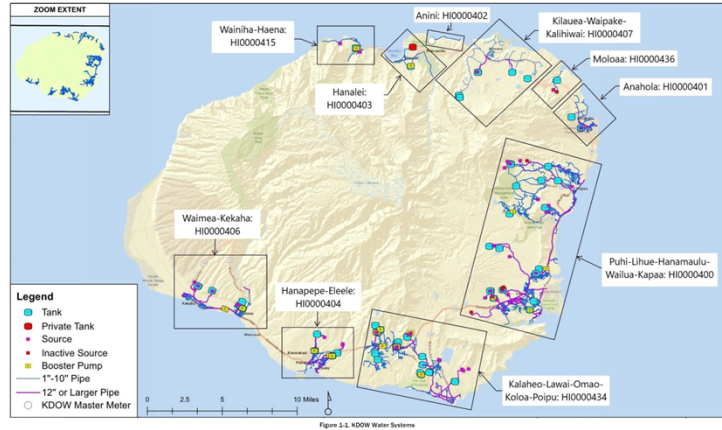 ZOOM EXTENT
Wainiha-Haena:
HI0000415
Anini: HI0000402
Kilauea-Waipake-
Kalihiwai:
HI0000407
Moloaa: HI0000436
Hanalei:
HI0000403
Anahola: HI0000401
Waimea-Kekaha:
HI0000406
Hanapepe-Eleele:
HI0000404
Puhi-Lihue-Hanamaulu-
Wailua-Kapaa:
HI0000400
Kalaheo-Lawai-Omao-
Koloa-Poipu: HI0000434
Legend
Tank
Private Tank
Source
Inactive Source
Booster Pump
1"-10" Pipe
12" or Larger Pipe
KDOW Master Meter
0 2.5 5 10 Miles
Figure 1-1. KDOW Water Systems